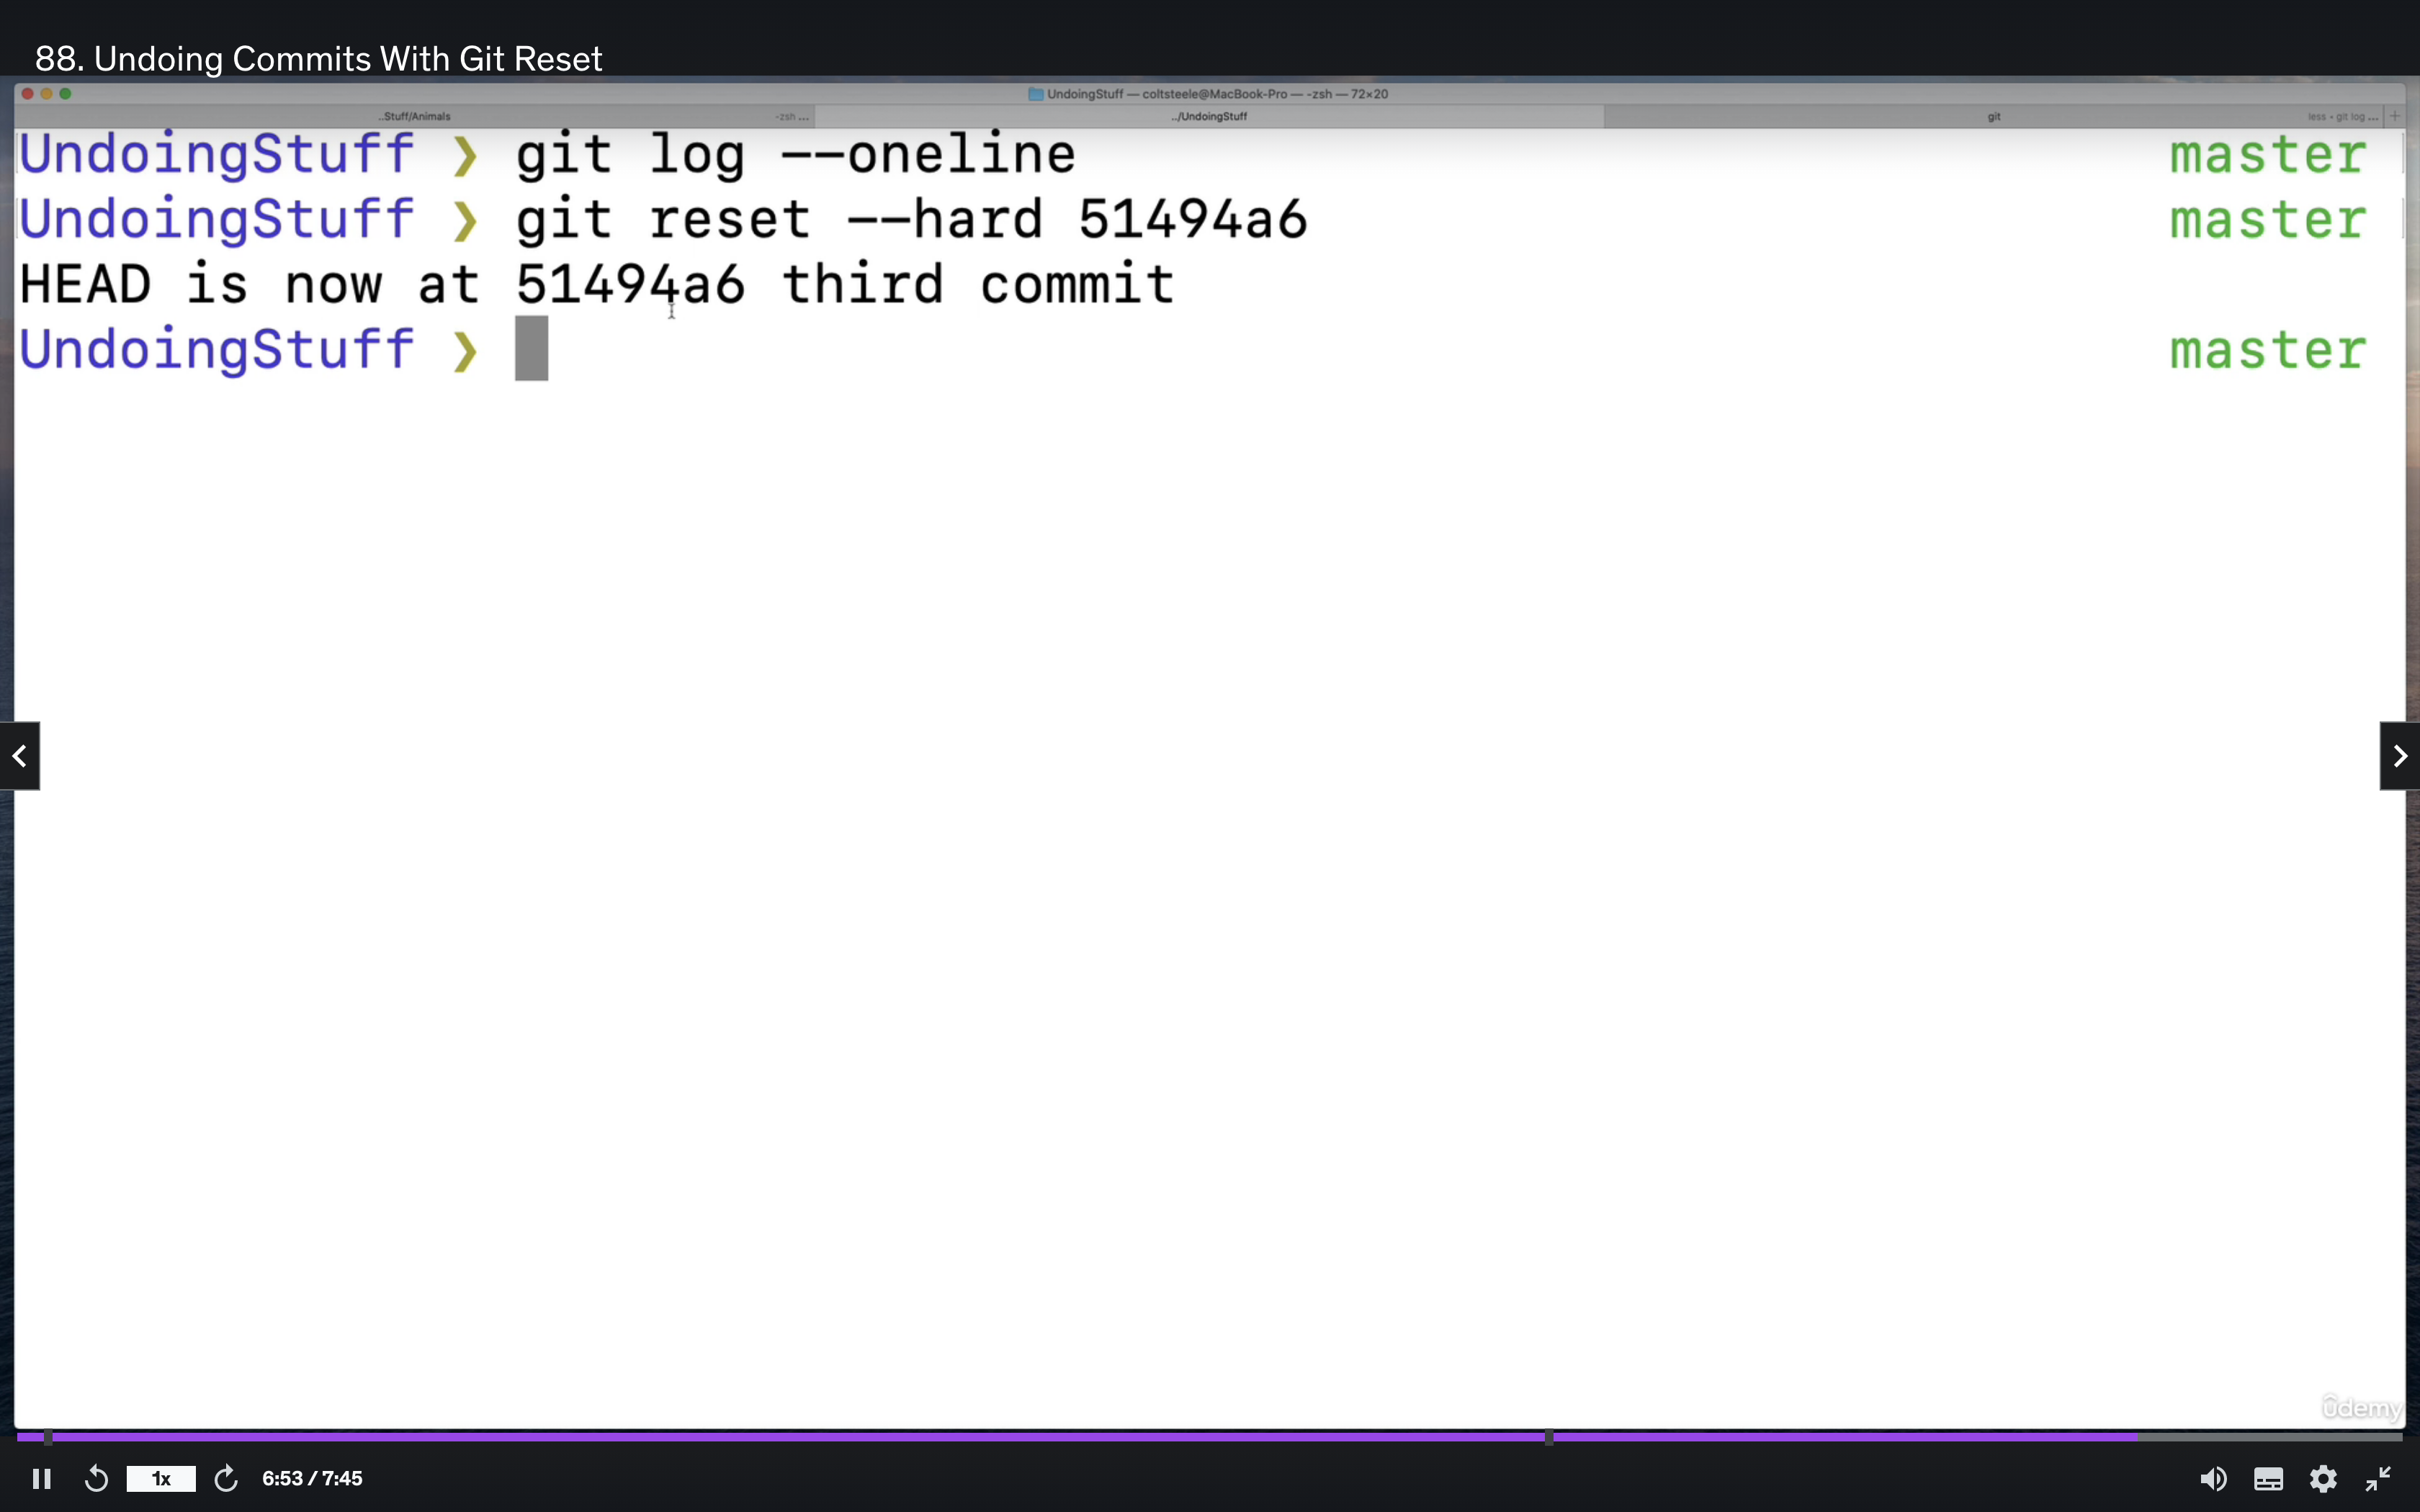 88. Undoing Commits With Git Reset
UndoingStuff — coltsteele@MacBook-Pro — -zsh — 72×20
..Stuff/Animals -zsh ... ../UndoingStuff git less • git log ... +
UndoingStuff ❯ git log --oneline master
UndoingStuff ❯ git reset --hard 51494a6 master
HEAD is now at 51494a6 third commit
UndoingStuff ❯ master
ûdemy
1x 6:53 / 7:45